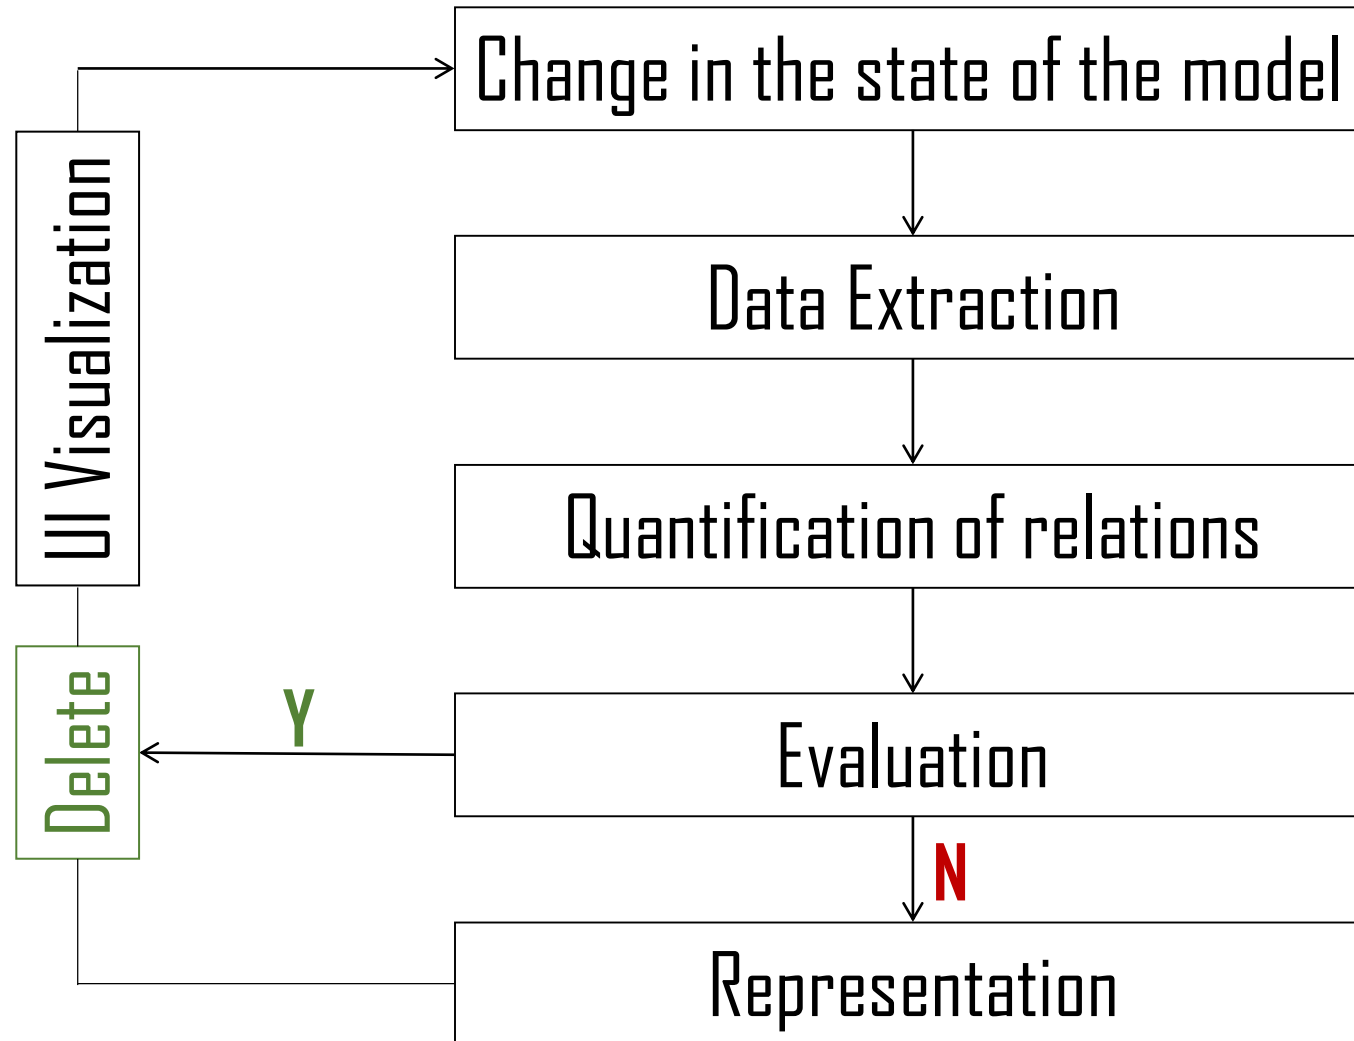 Change in the state of the model
Data Extraction
Quantification of relations
Evaluation
Representation
UI Visualization
Delete
Y
N